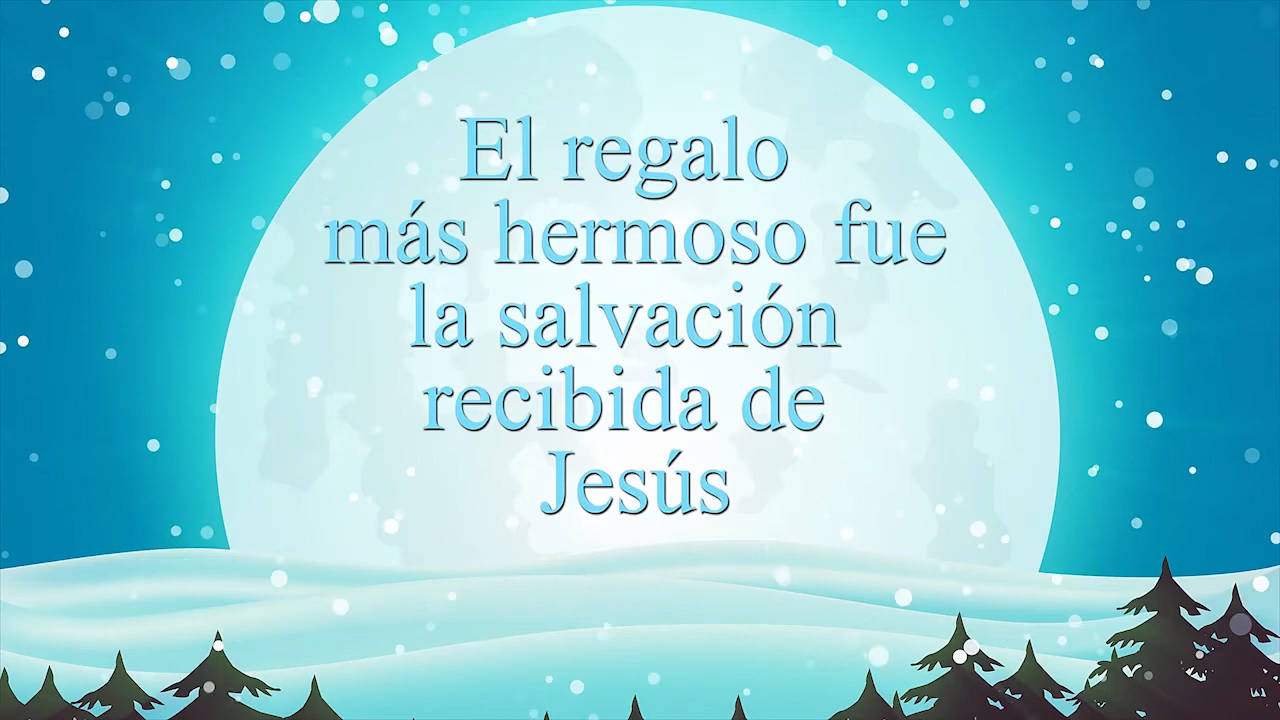 El regalo
más hermoso fue
la salvación
recibida de
Jesús